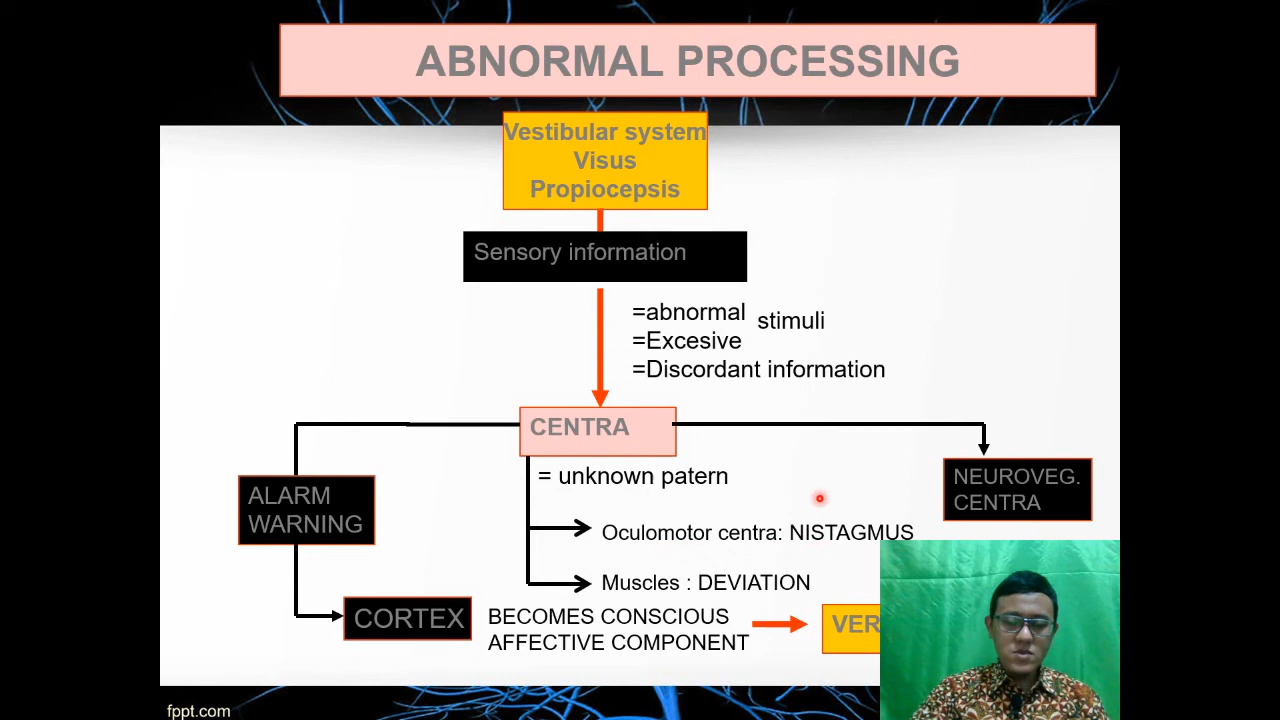 ABNORMAL PROCESSING
Vestibular system
Visus
Propiocepsis
Sensory information
=abnormal stimuli
=Excesive
=Discordant information
CENTRA
= unknown patern
ALARM
WARNING
NEUROVEG.
CENTRA
Oculomotor centra: NISTAGMUS
Muscles : DEVIATION
CORTEX
BECOMES CONSCIOUS
AFFECTIVE COMPONENT
VER
fppt.com